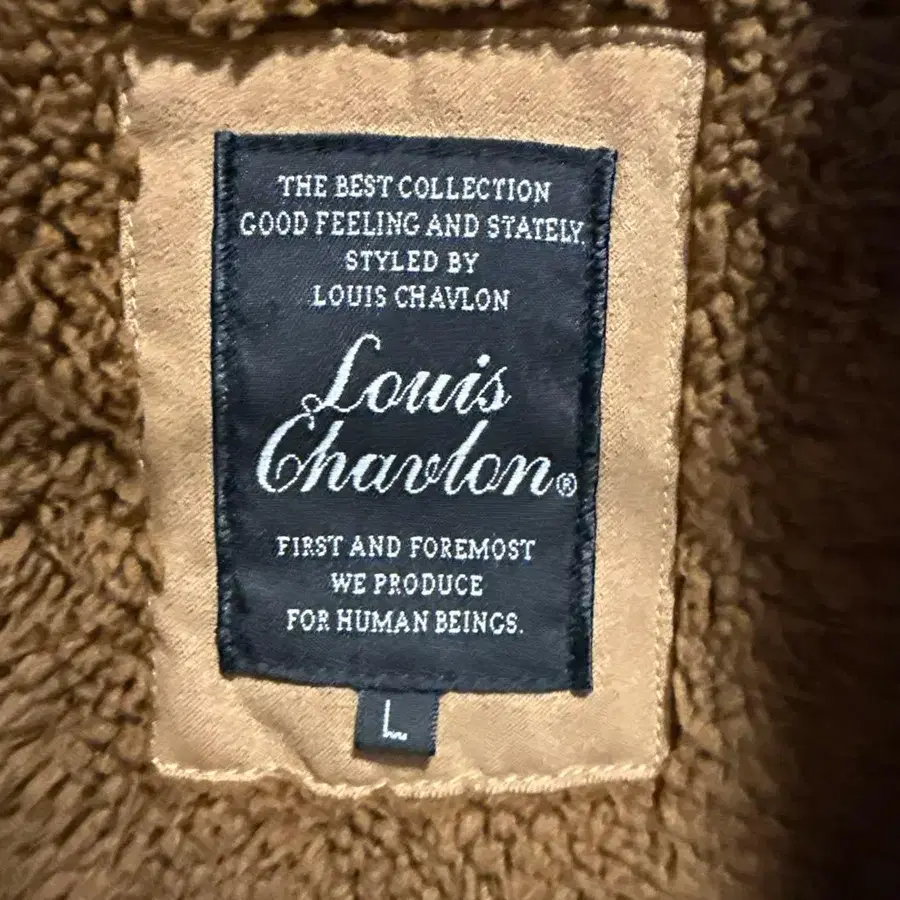 THE BEST COLLECTION
GOOD FEELING AND STATELY.
STYLED BY
LOUIS CHAVLON
Louis
Chavlon®
FIRST AND FOREMOST
WE PRODUCE
FOR HUMAN BEINGS.
L